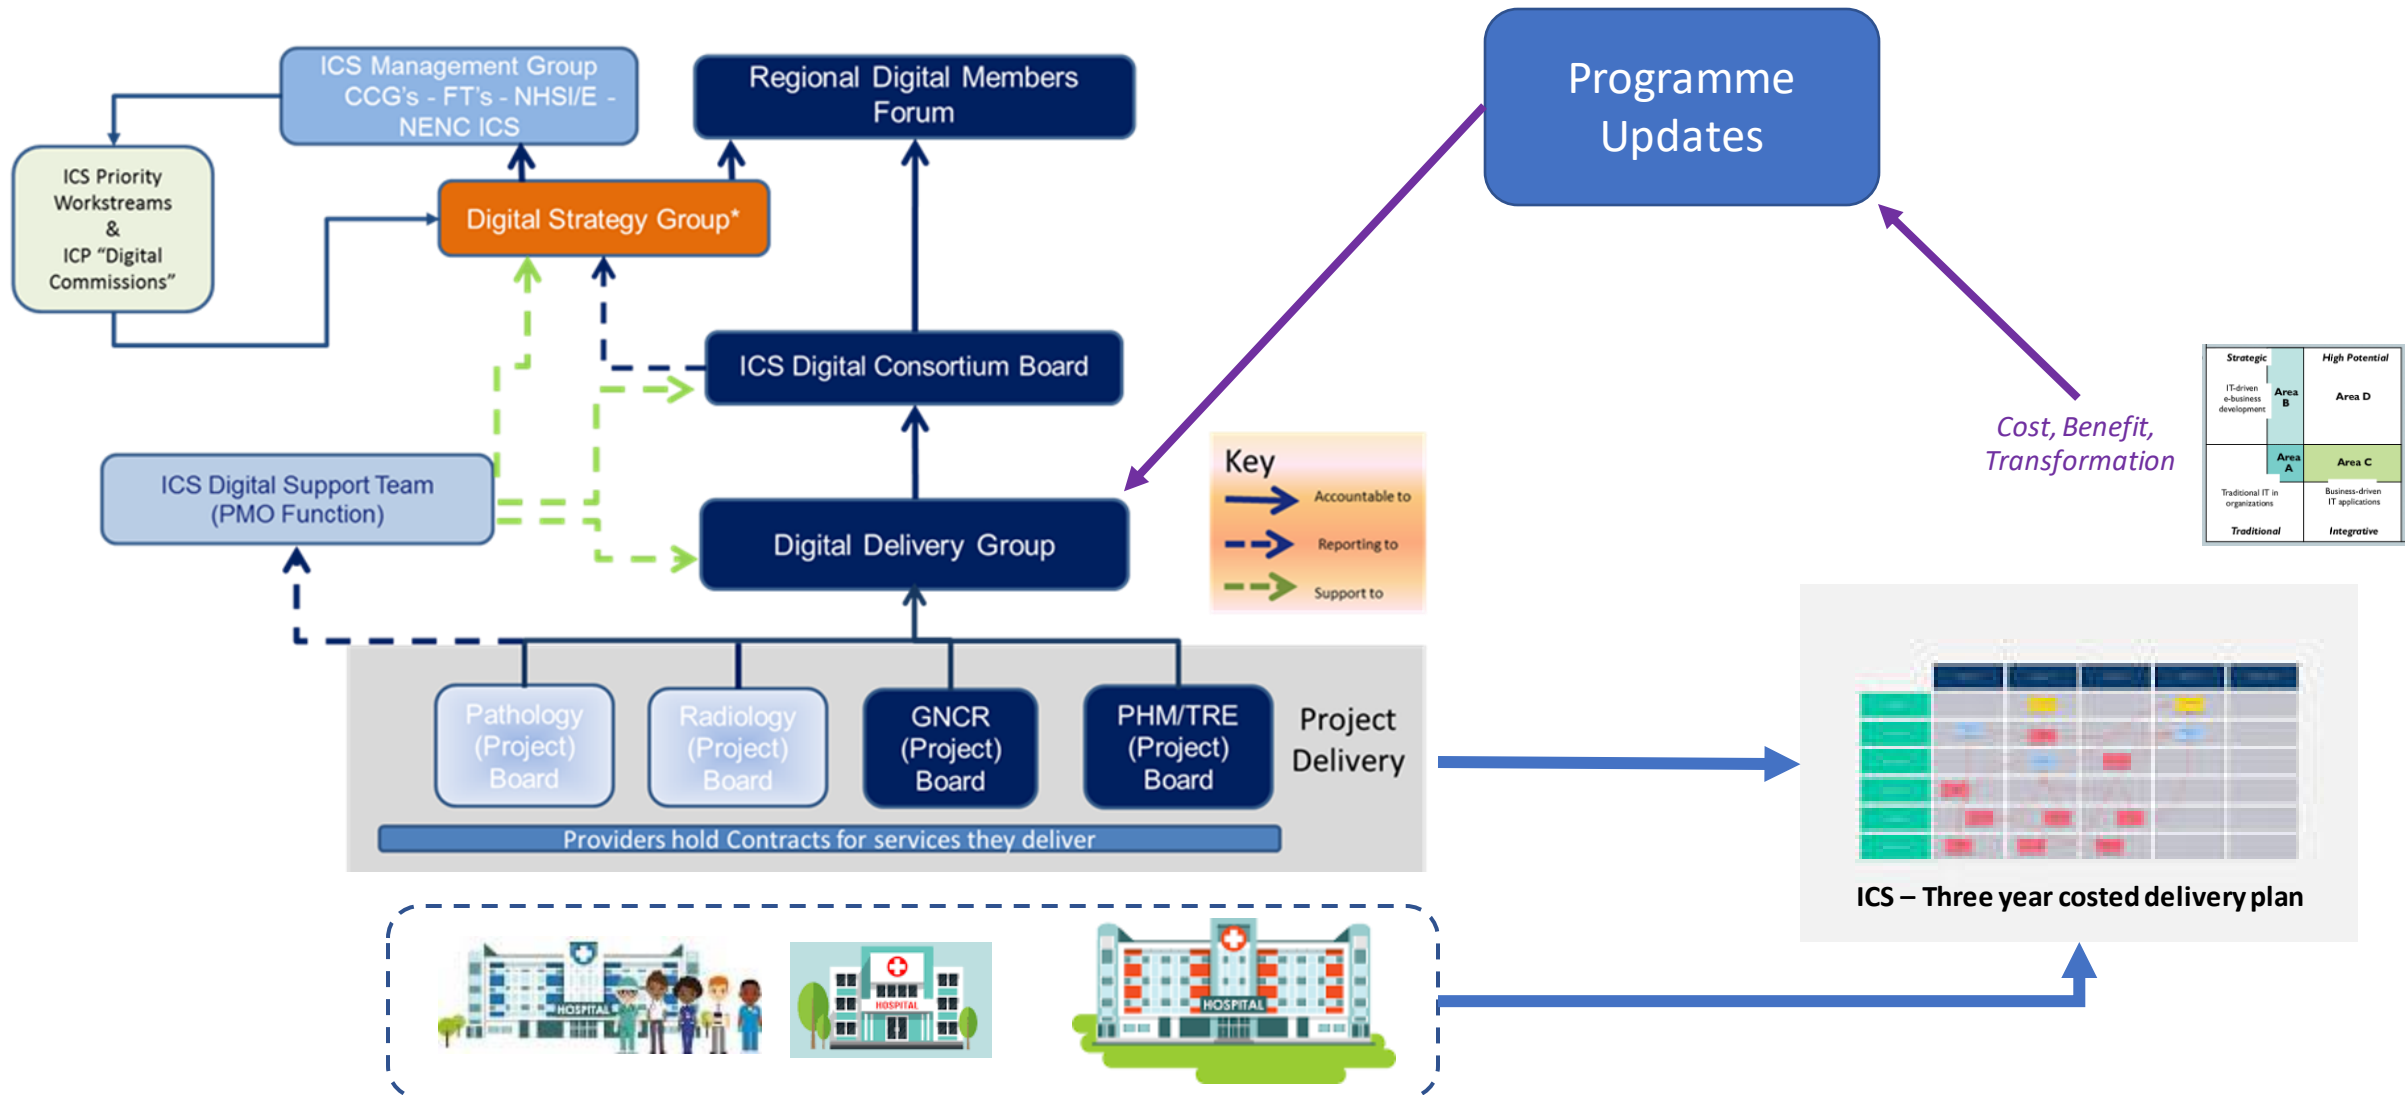 ICS Management Group
CCG's - FT's - NHSI/E -
NENC ICS
Regional Digital Members
Forum
Programme
Updates
ICS Priority
Workstreams
&
ICP “Digital
Commissions”
Digital Strategy Group*
ICS Digital Consortium Board
ICS Digital Support Team
(PMO Function)
Digital Delivery Group
Key
Accountable to
Reporting to
Support to
Cost, Benefit,
Transformation
Strategic
High Potential
IT-driven
e-business
development
Area
B
Area D
Area
A
Area C
Traditional IT in
organizations
Business-driven
IT applications
Traditional
Integrative
Pathology
(Project)
Board
Radiology
(Project)
Board
GNCR
(Project)
Board
PHM/TRE
(Project)
Board
Project
Delivery
Providers hold Contracts for services they deliver
ICS – Three year costed delivery plan
HOSPITAL
HOSPITAL
HOSPITAL